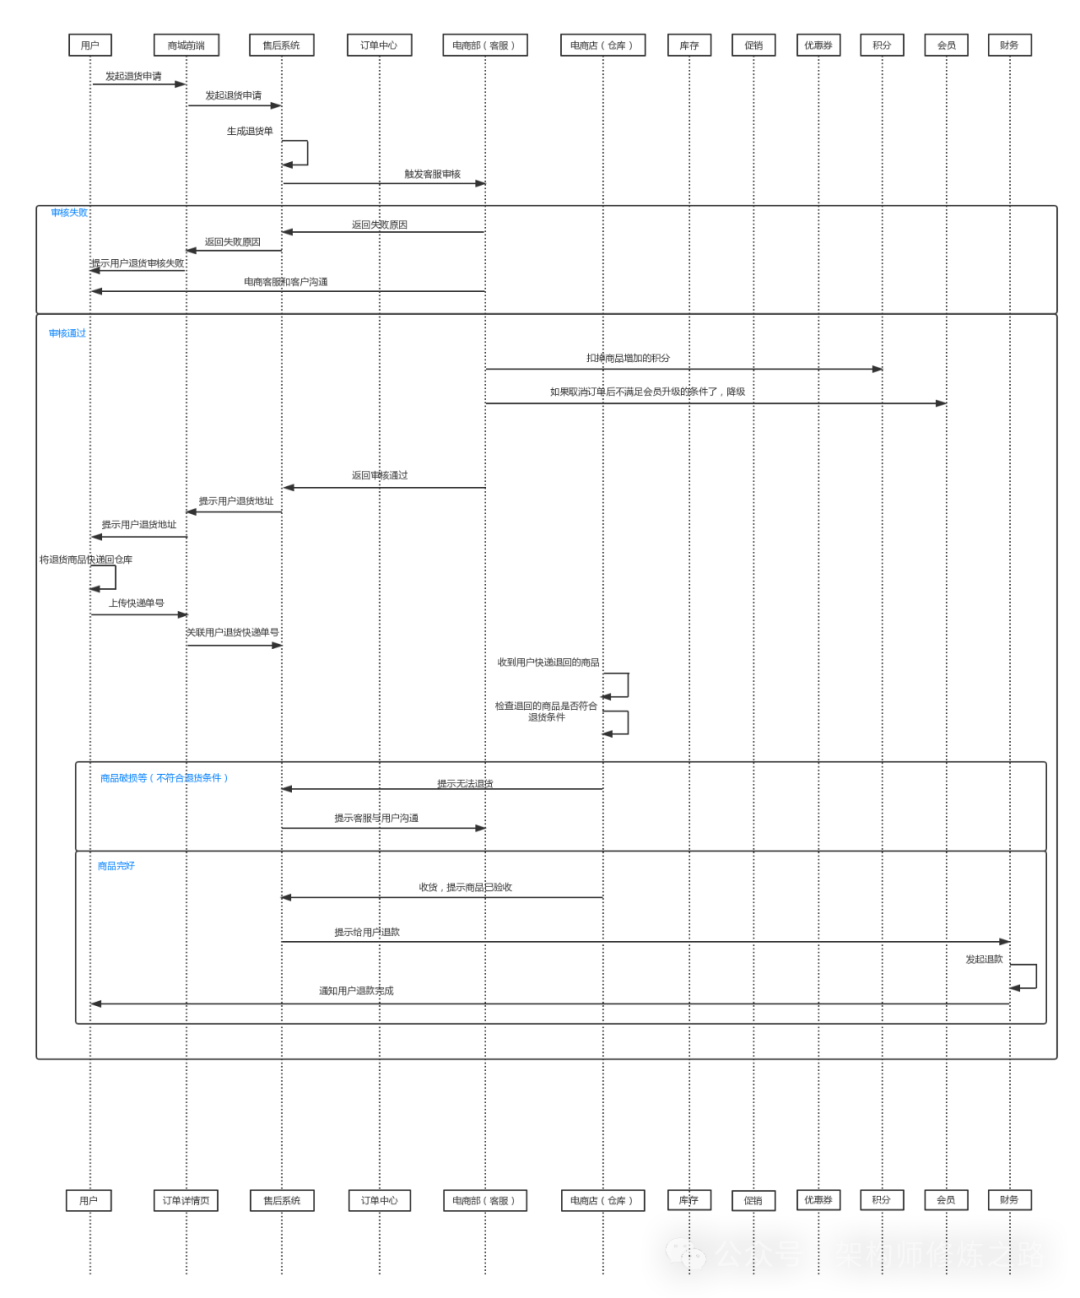 用户 商城前端 售后系统 订单中心 电商部（客服） 电商店（仓库） 库存 促销 优惠券 积分 会员 财务
发起退货申请
发起退货申请
生成退货单
触发客服审核
审核失败
返回失败原因
返回失败原因
提示用户退货审核失败
电商客服和客户沟通
审核通过
扣掉商品增加的积分
如果取消订单后不满足会员升级的条件了，降级
返回审核通过
提示用户退货地址
提示用户退货地址
将退货商品快递回仓库
上传快递单号
关联用户退货快递单号
收到用户快递退回的商品
检查退回的商品是否符合
退货条件
商品破损等（不符合退货条件）
提示无法退货
提示客服与用户沟通
商品完好
收货，提示商品已验收
提示给用户退款
发起退款
通知用户退款完成
用户 订单详情页 售后系统 订单中心 电商部（客服） 电商店（仓库） 库存 促销 优惠券 积分 会员 财务
公众号 架构师修炼之路